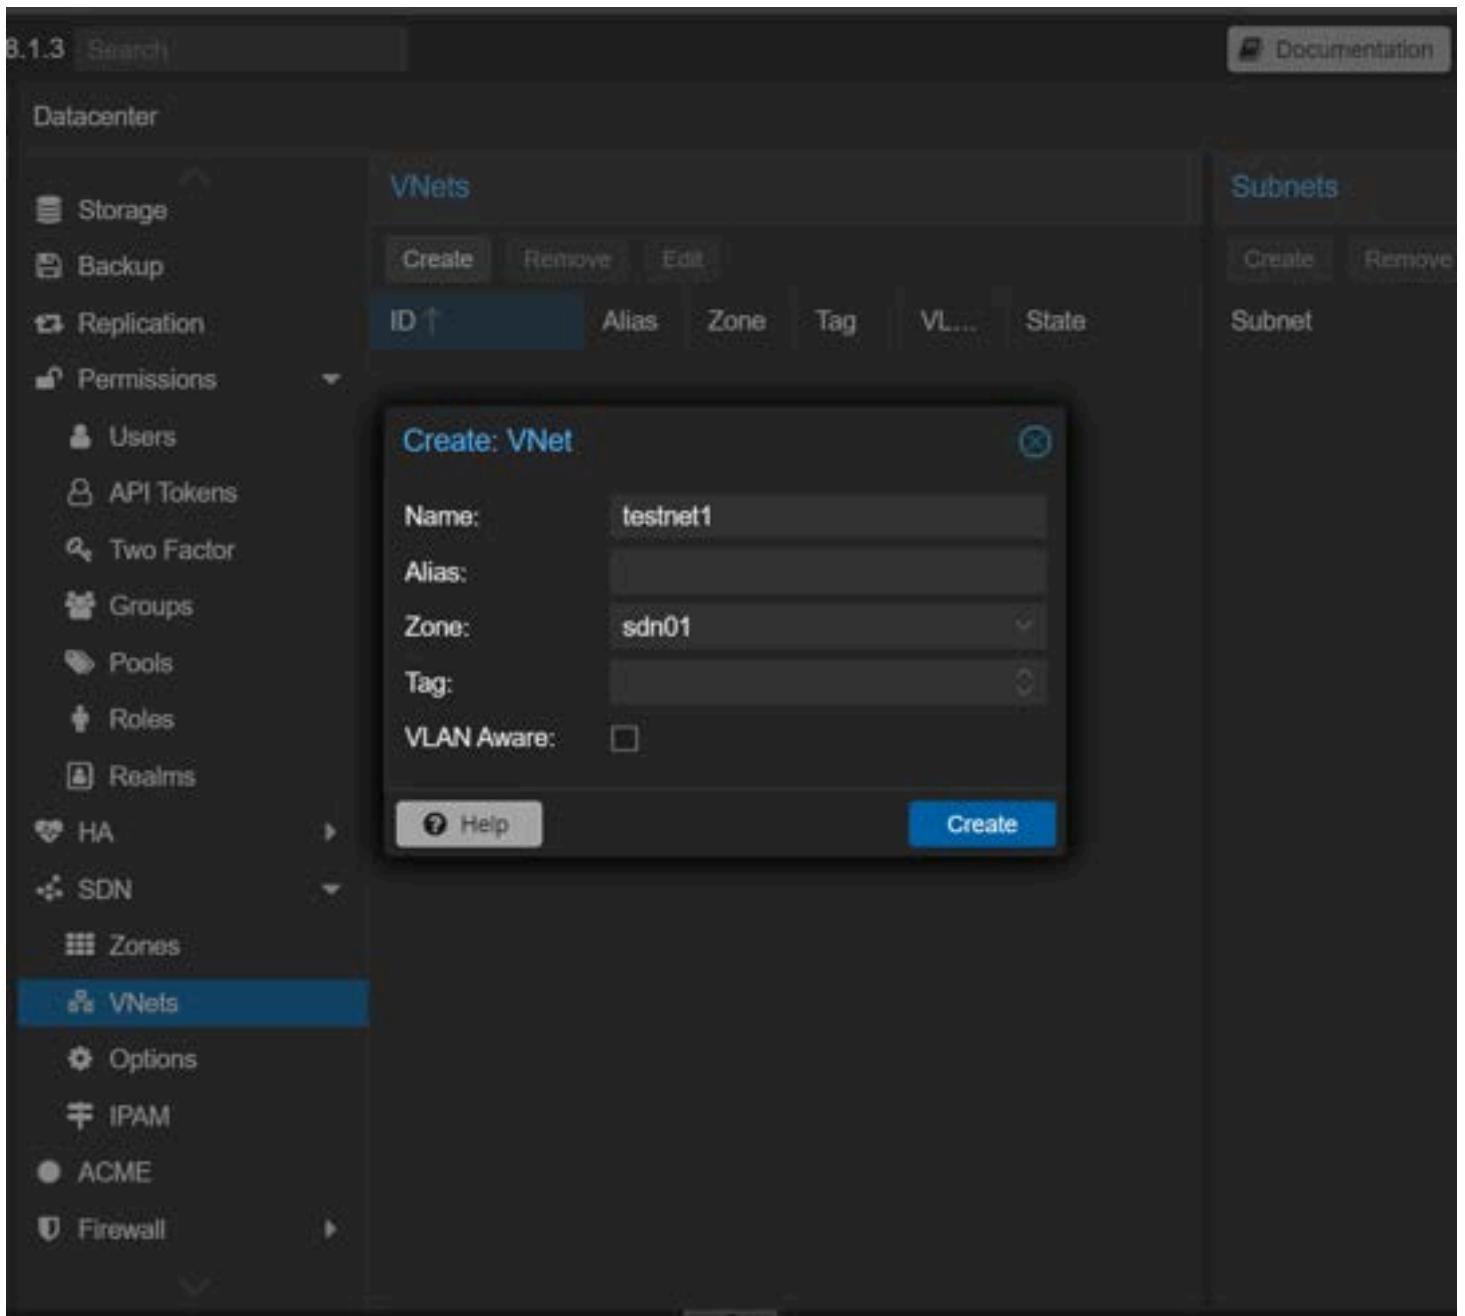 8.1.3 Search Documentation
Datacenter
Storage
Backup
Replication
Permissions
Users
API Tokens
Two Factor
Groups
Pools
Roles
Realms
HA
SDN
Zones
VNets
Options
IPAM
ACME
Firewall
VNets
Create Remove Edit
ID Alias Zone Tag VL... State
Subnets
Create Remove
Subnet
Create: VNet
Name: testnet1
Alias:
Zone: sdn01
Tag:
VLAN Aware:
Help Create